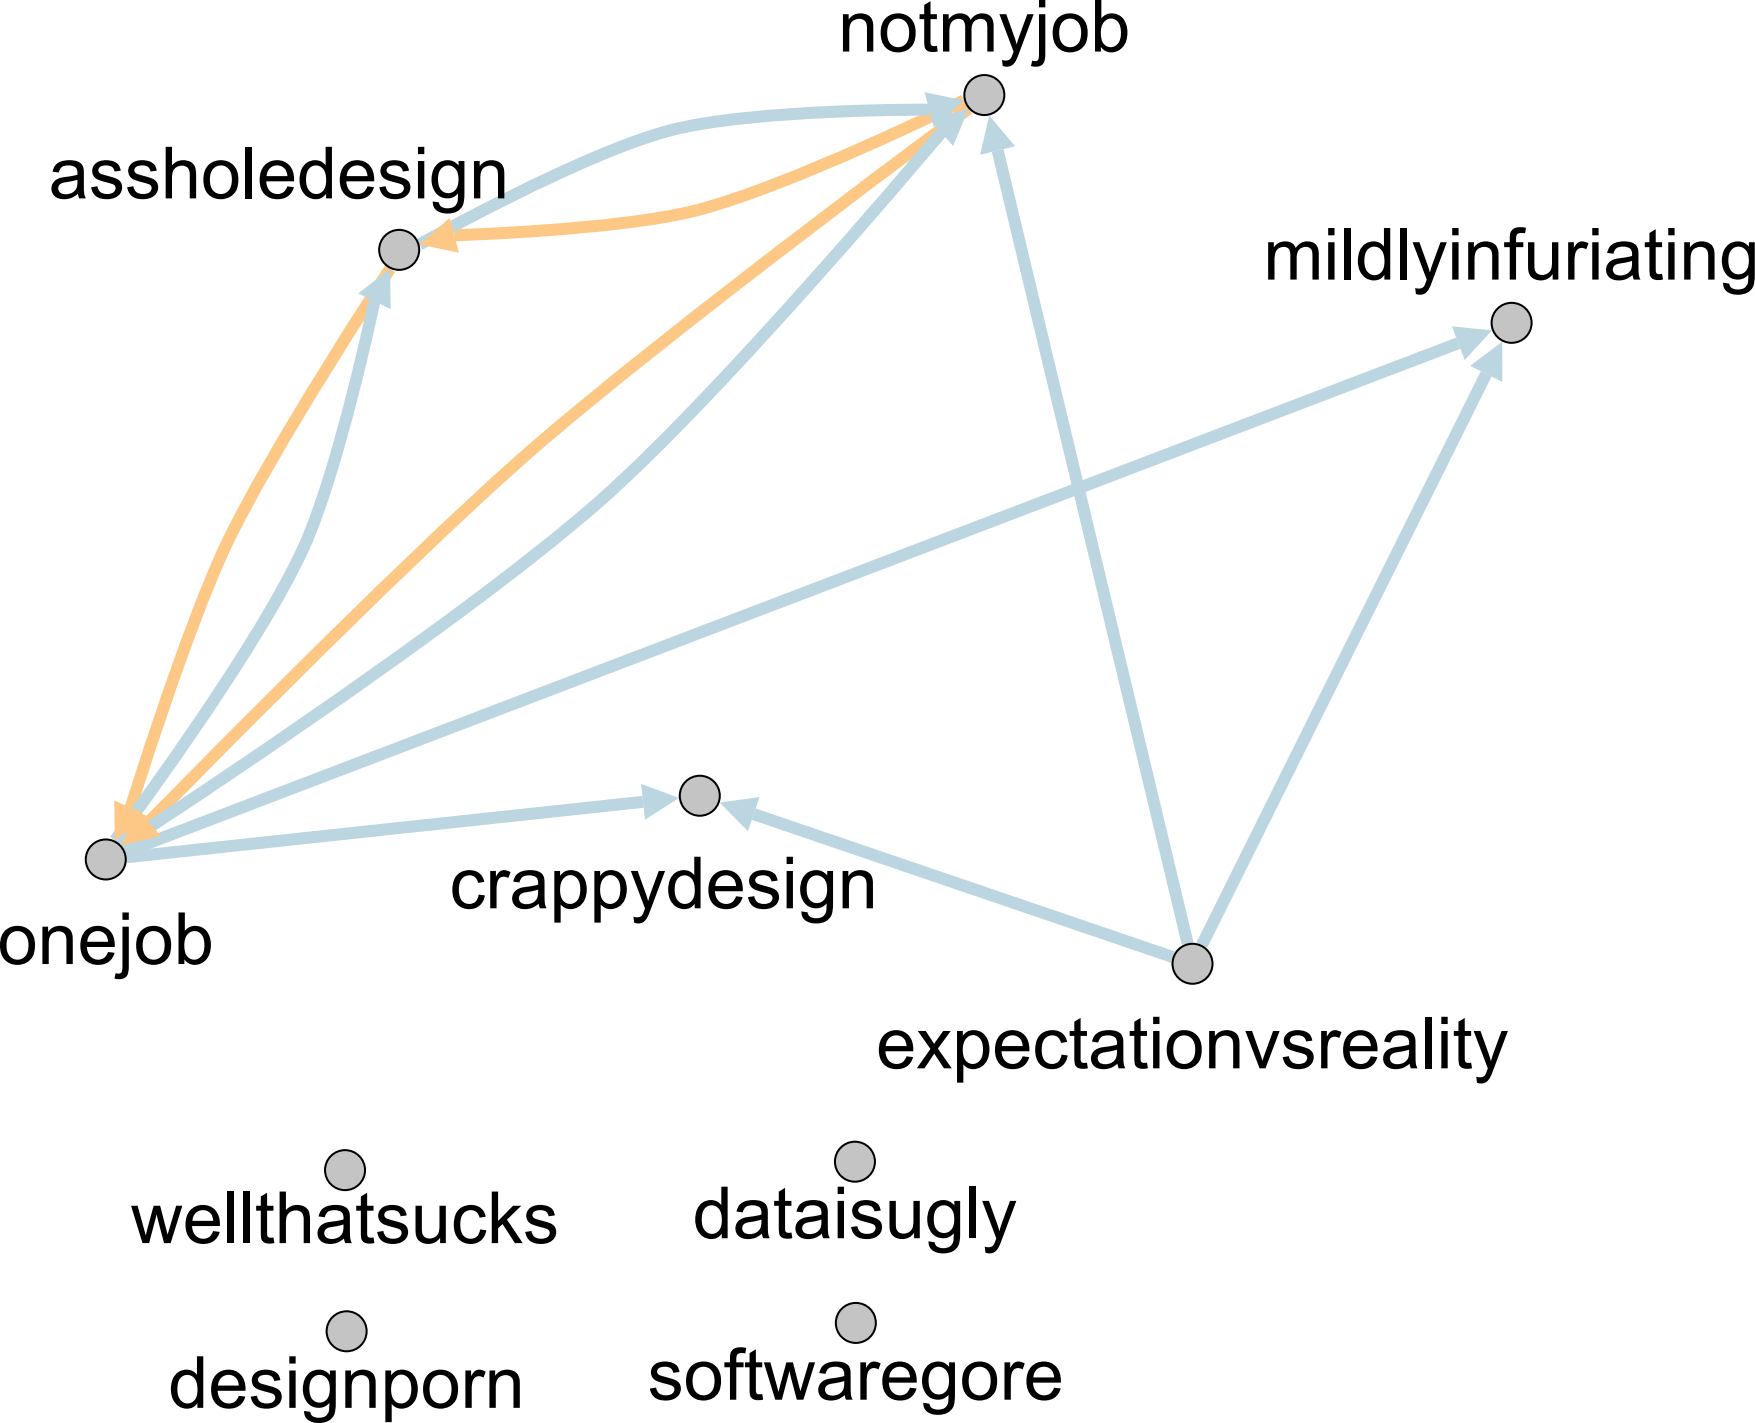 notmyjob
assholedesign
mildlyinfuriating
crappydesign
onejob
expectationvsreality
wellthatsucks
dataisugly
designporn
softwaregore